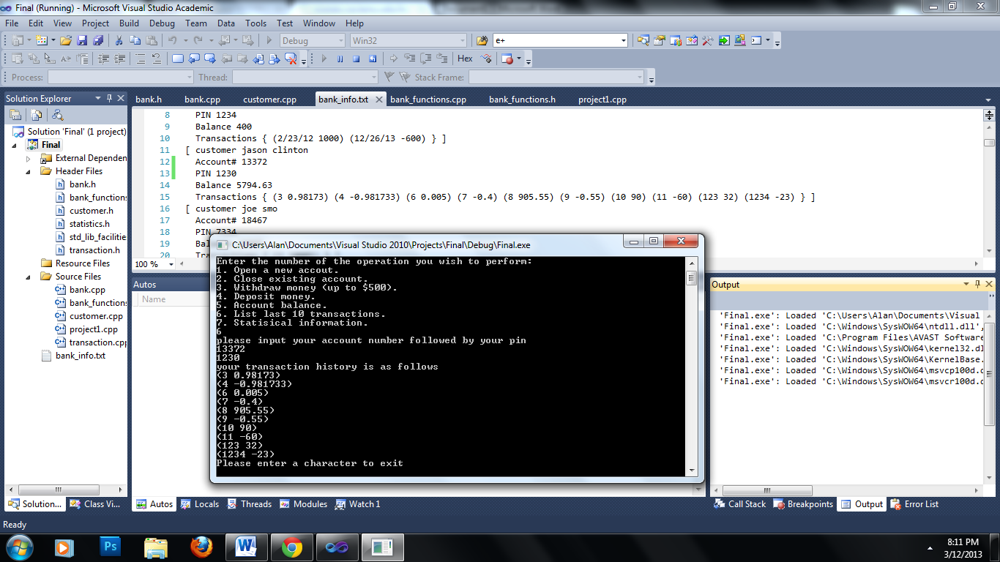 Final (Running) - Microsoft Visual Studio Academic
File Edit View Project Build Debug Team Data Tools Test Window Help
Debug Win32 e+
Hex
Process: Thread: Stack Frame:
Solution Explorer
Solution 'Final' (1 project)
Final
External Dependen
Header Files
bank.h
bank_function
customer.h
statistics.h
std_lib_facilitie
transaction.h
Resource Files
Source Files
bank.cpp
bank_function
customer.cpp
project1.cpp
transaction.cpp
bank_info.txt
Solution... Class Vi...
bank.h bank.cpp customer.cpp bank_info.txt bank_functions.cpp bank_functions.h project1.cpp
8 PIN 1234
9 Balance 400
10 Transactions { (2/23/12 1000) (12/26/13 -600) } ]
11 [ customer jason clinton
12 Account# 13372
13 PIN 1230
14 Balance 5794.63
15 Transactions { (3 0.98173) (4 -0.981733) (6 0.005) (7 -0.4) (8 905.55) (9 -0.55) (10 90) (11 -60) (123 32) (1234 -23) } ]
16 [ customer joe smo
17 Account# 18467
18 PIN 7334
19 Bal
20 Tra
100 %
Autos
Name
C:\Users\Alan\Documents\Visual Studio 2010\Projects\Final\Debug\Final.exe
Enter the number of the operation you wish to perform:
1. Open a new accout.
2. Close existing account.
3. Withdraw money (up to $500).
4. Deposit money.
5. Account balance.
6. List last 10 transactions.
7. Statisical information.
6
please input your account number followed by your pin
13372
1230
your transaction history is as follows
(3 0.98173)
(4 -0.981733)
(6 0.005)
(7 -0.4)
(8 905.55)
(9 -0.55)
(10 90)
(11 -60)
(123 32)
(1234 -23)
Please enter a character to exit
Output
'Final.exe': Loaded 'C:\Users\Alan\Documents\Visual
'Final.exe': Loaded 'C:\Windows\SysWOW64\ntdll.dll',
'Final.exe': Loaded 'C:\Program Files\AVAST Software
'Final.exe': Loaded 'C:\Windows\SysWOW64\kernel32.dl
'Final.exe': Loaded 'C:\Windows\SysWOW64\KernelBase.
'Final.exe': Loaded 'C:\Windows\SysWOW64\msvcp100d.d
'Final.exe': Loaded 'C:\Windows\SysWOW64\msvcr100d.d
Autos Locals Threads Modules Watch 1
Call Stack Breakpoints Output Error List
Ready
Ps
8:11 PM
3/12/2013